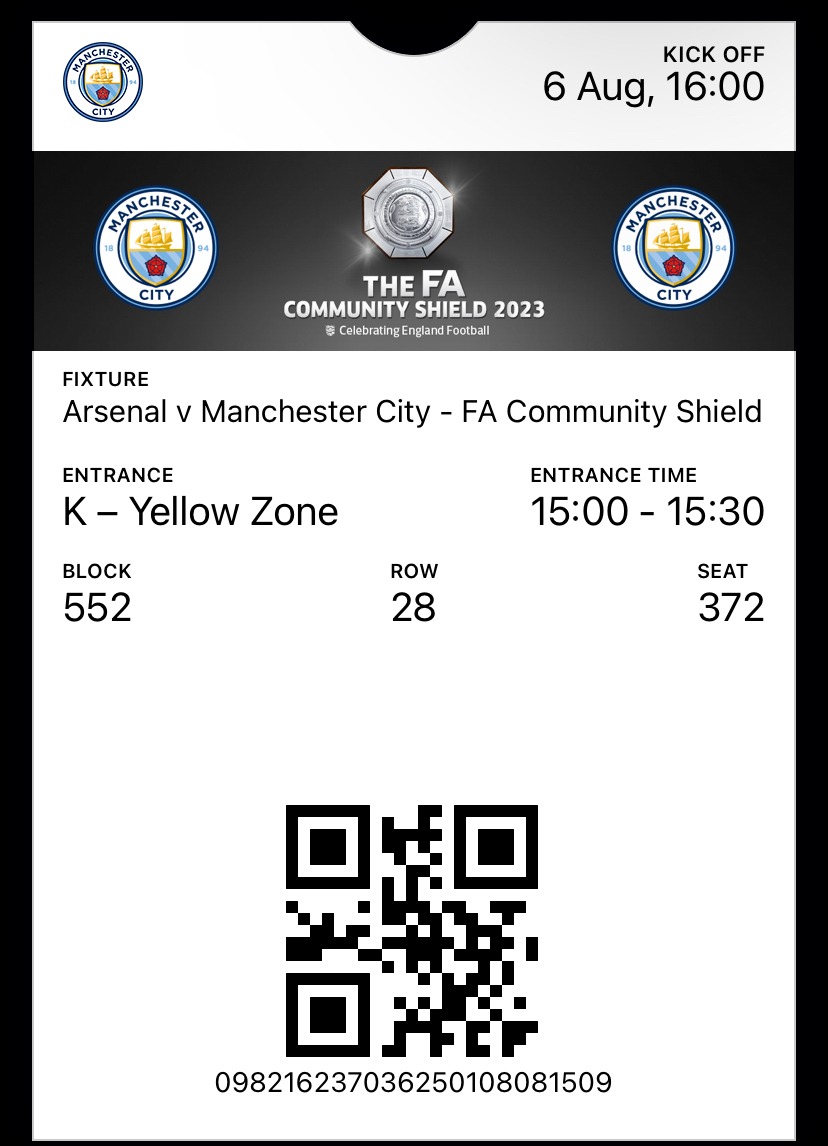 MANCHESTER
18 94
CITY
KICK OFF
6 Aug, 16:00
MANCHESTER
18 94
CITY
THE FA
COMMUNITY SHIELD 2023
Celebrating England Football
MANCHESTER
18 94
CITY
FIXTURE
Arsenal v Manchester City - FA Community Shield
ENTRANCE
ENTRANCE TIME
K – Yellow Zone
15:00 - 15:30
BLOCK
ROW
SEAT
552
28
372
098216237036250108081509